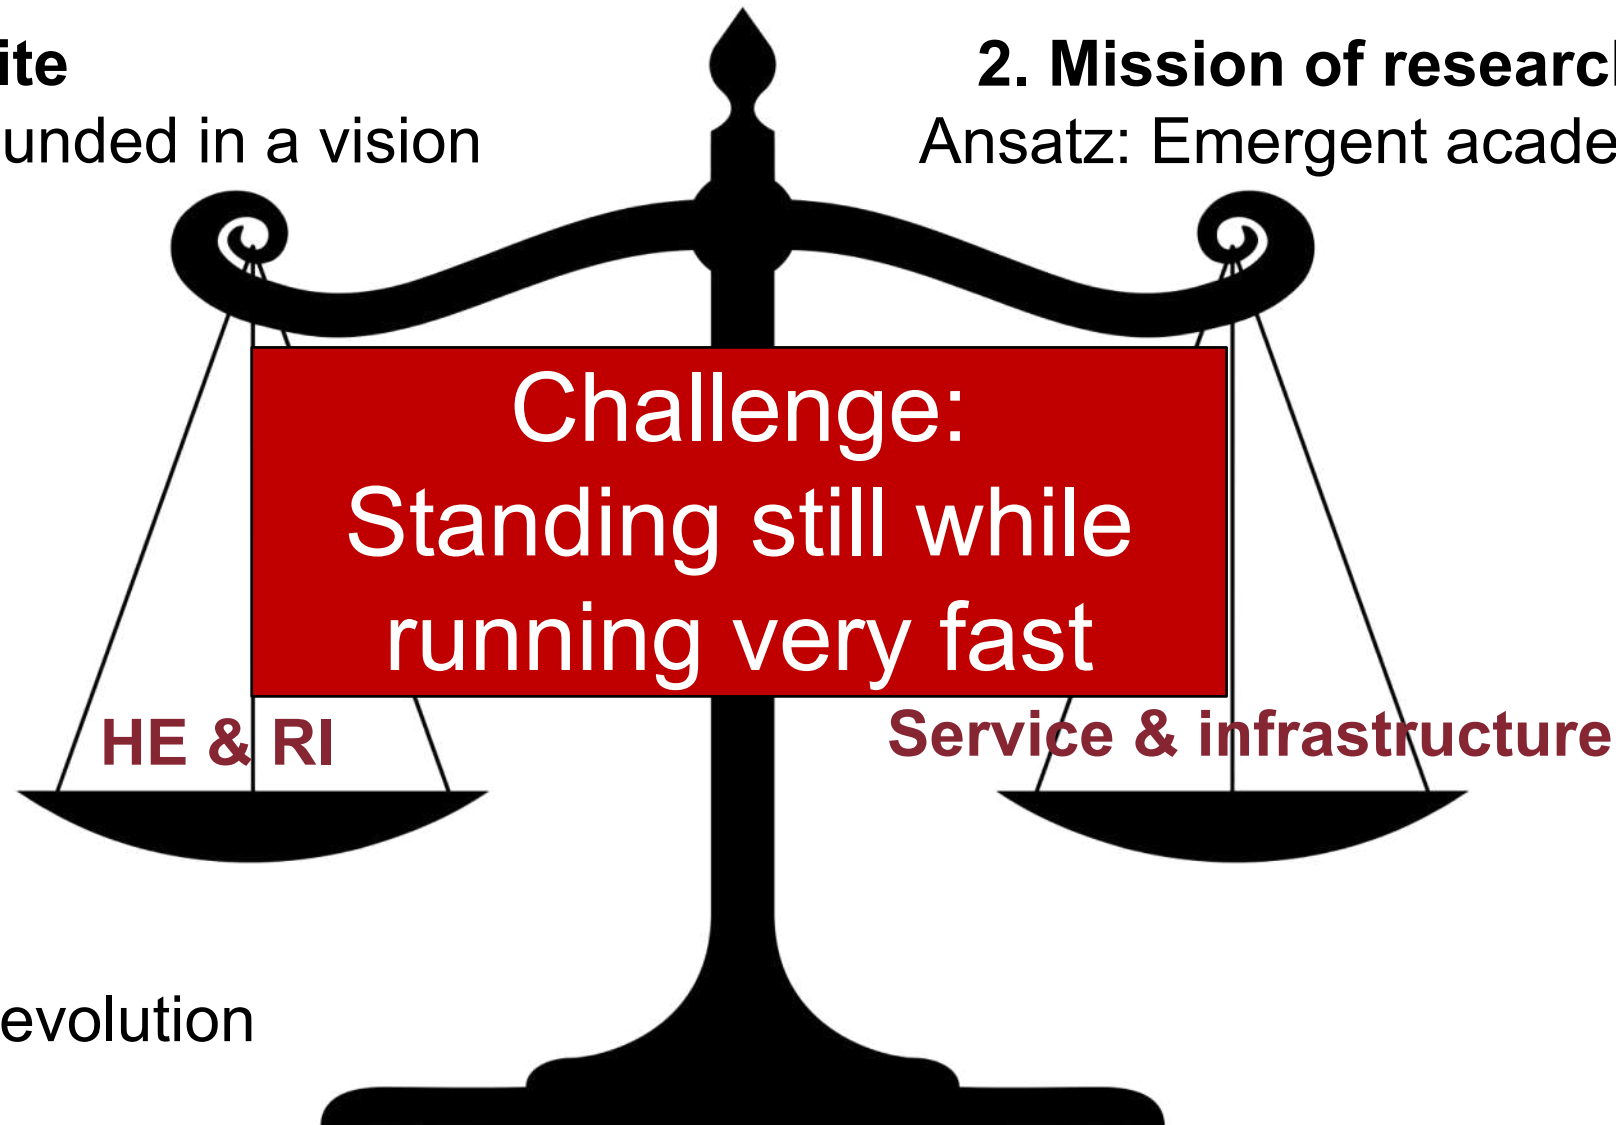 ite
unded in a vision
2. Mission of research
Ansatz: Emergent acade
Challenge:
Standing still while
running very fast
HE & RI
Service & infrastructure
evolution